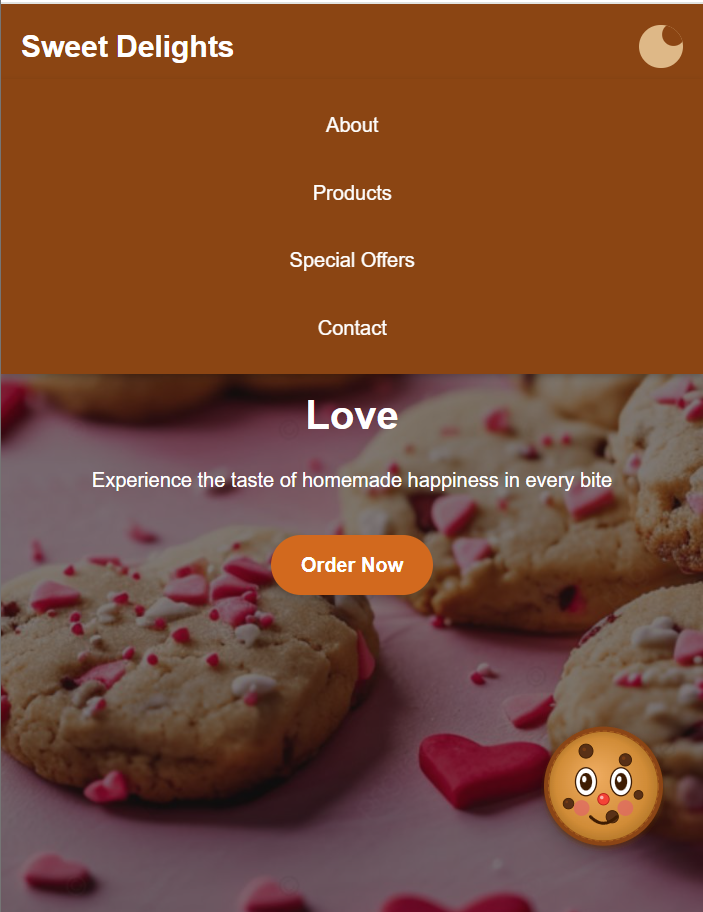 Sweet Delights
About
Products
Special Offers
Contact
Love
Experience the taste of homemade happiness in every bite
Order Now